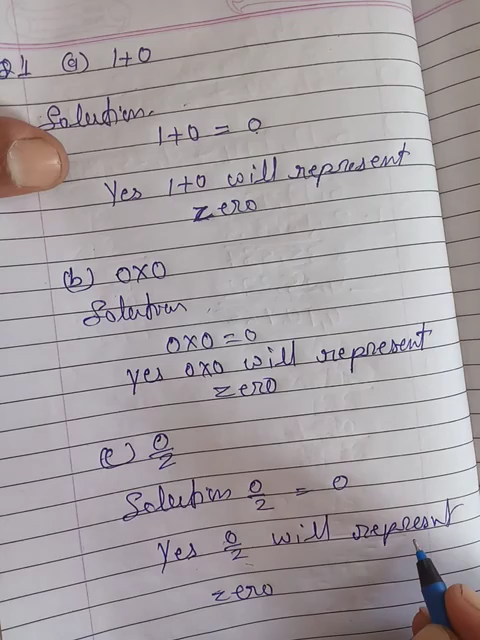 Q1 (a) 1+0
Solution.
1+0 = 0
Yes 1+0 will represent
zero
(b) 0×0
Solution
0×0=0
Yes 0×0 will represent
zero
(c) 0/2
Solution 0/2 = 0
Yes 0/2 will represent
zero